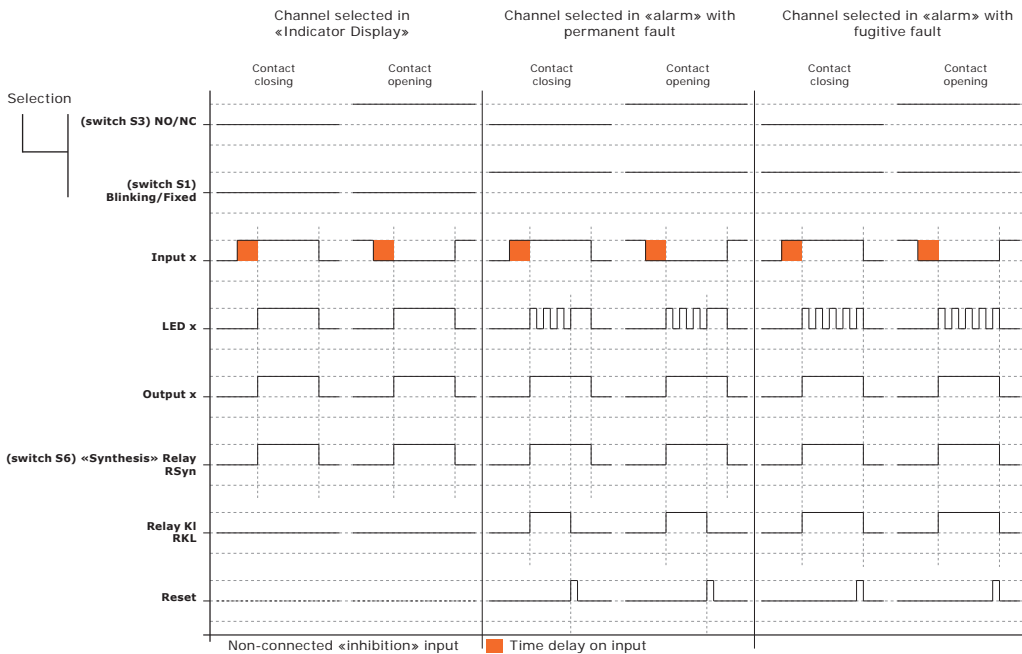 Channel selected in
«Indicator Display»
Channel selected in «alarm» with
permanent fault
Channel selected in «alarm» with
fugitive fault
Contact
closing
Contact
opening
Contact
closing
Contact
opening
Contact
closing
Contact
opening
Selection
(switch S3) NO/NC
(switch S1)
Blinking/Fixed
Input x
LED x
Output x
(switch S6) «Synthesis» Relay
RSyn
Relay Kl
RKL
Reset
Non-connected «inhibition» input
Time delay on input